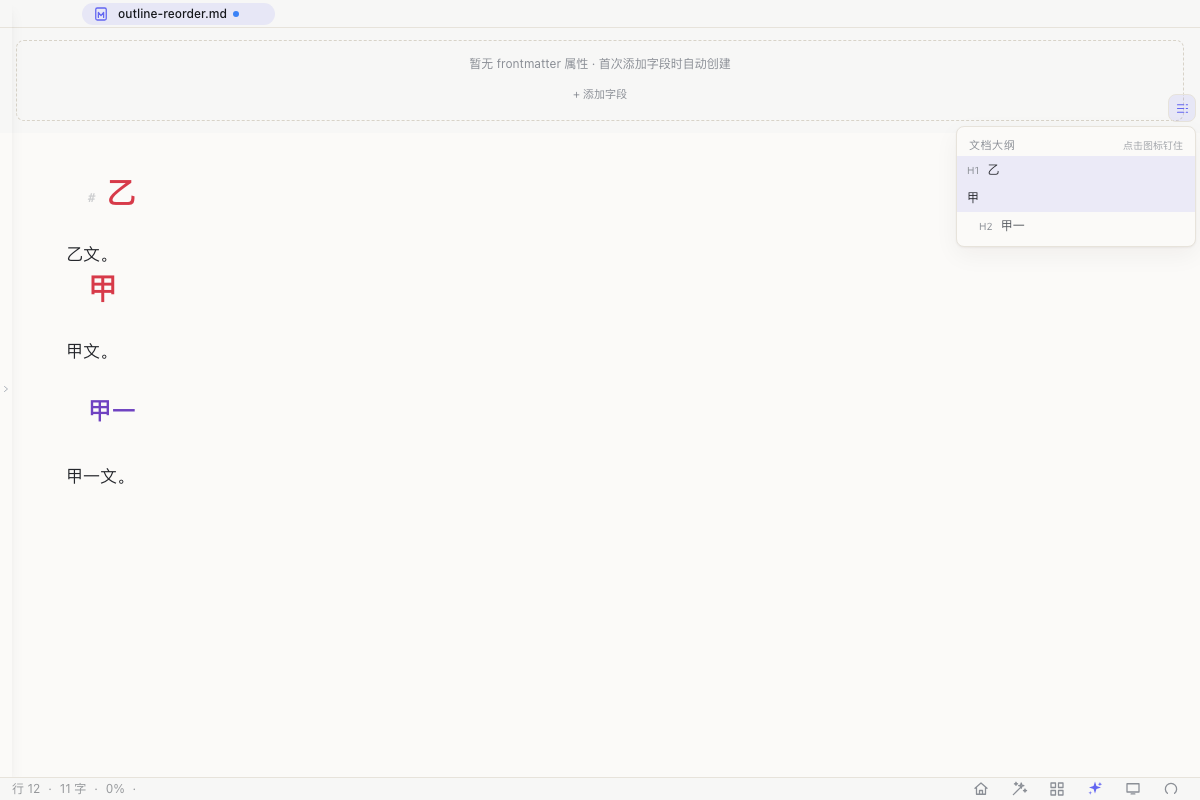 outline-reorder.md
暂无 frontmatter 属性 · 首次添加字段时自动创建
+ 添加字段
文档大纲 点击图标钉住
H1 乙
甲
H2 甲一
# 乙
乙文。
甲
甲文。
甲一
甲一文。
行 12 · 11 字 · 0% ·